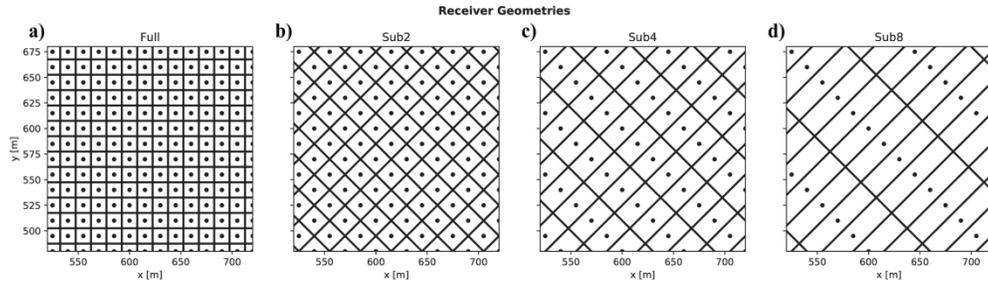 Receiver Geometries
a) Full
b) Sub2
c) Sub4
d) Sub8
y [m]
675
650
625
600
575
550
525
500
550 600 650 700
x [m]
550 600 650 700
x [m]
550 600 650 700
x [m]
550 600 650 700
x [m]